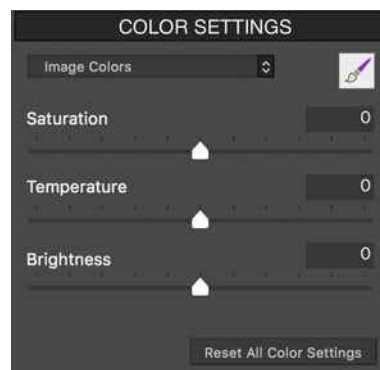 COLOR SETTINGS
Image Colors
Saturation 0
Temperature 0
Brightness 0
Reset All Color Settings